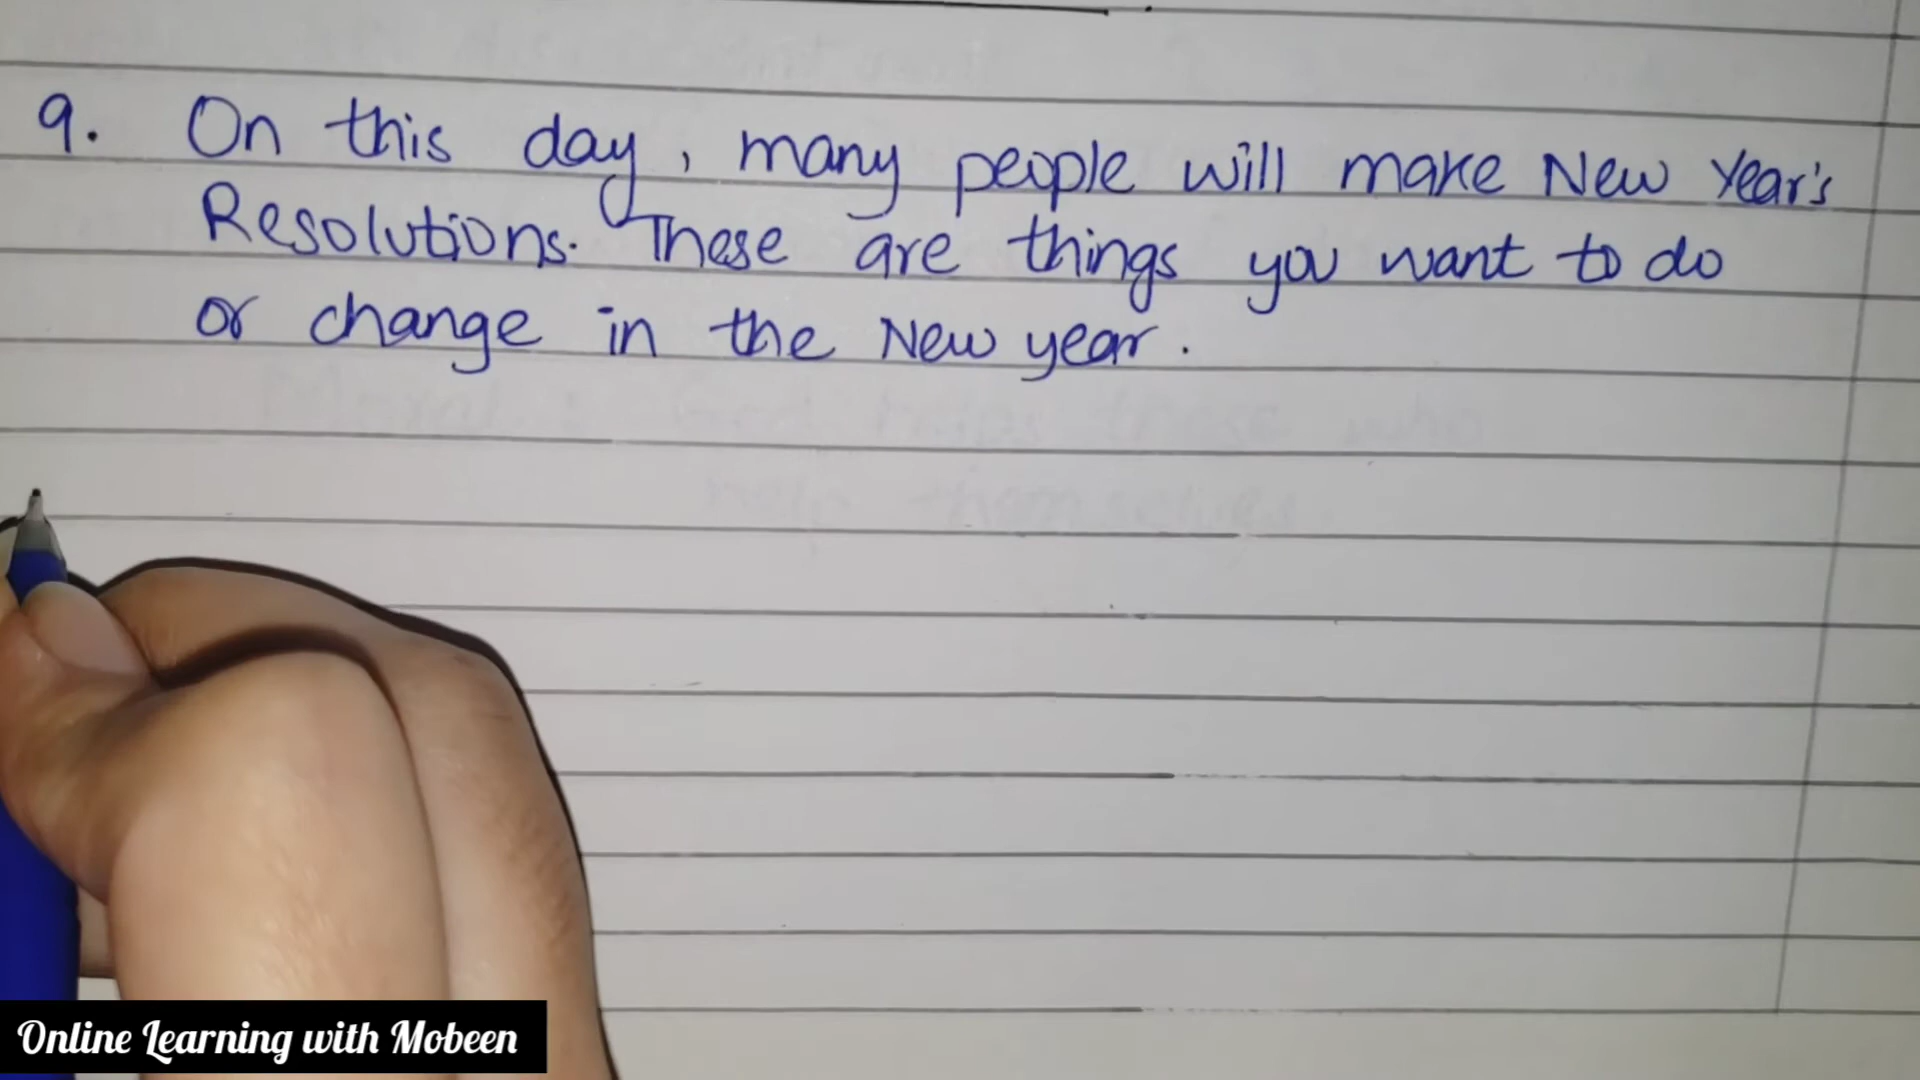 9. On this day, many people will make New Year's
Resolutions. These are things you want to do
or change in the New year.
Online Learning with Mobeen